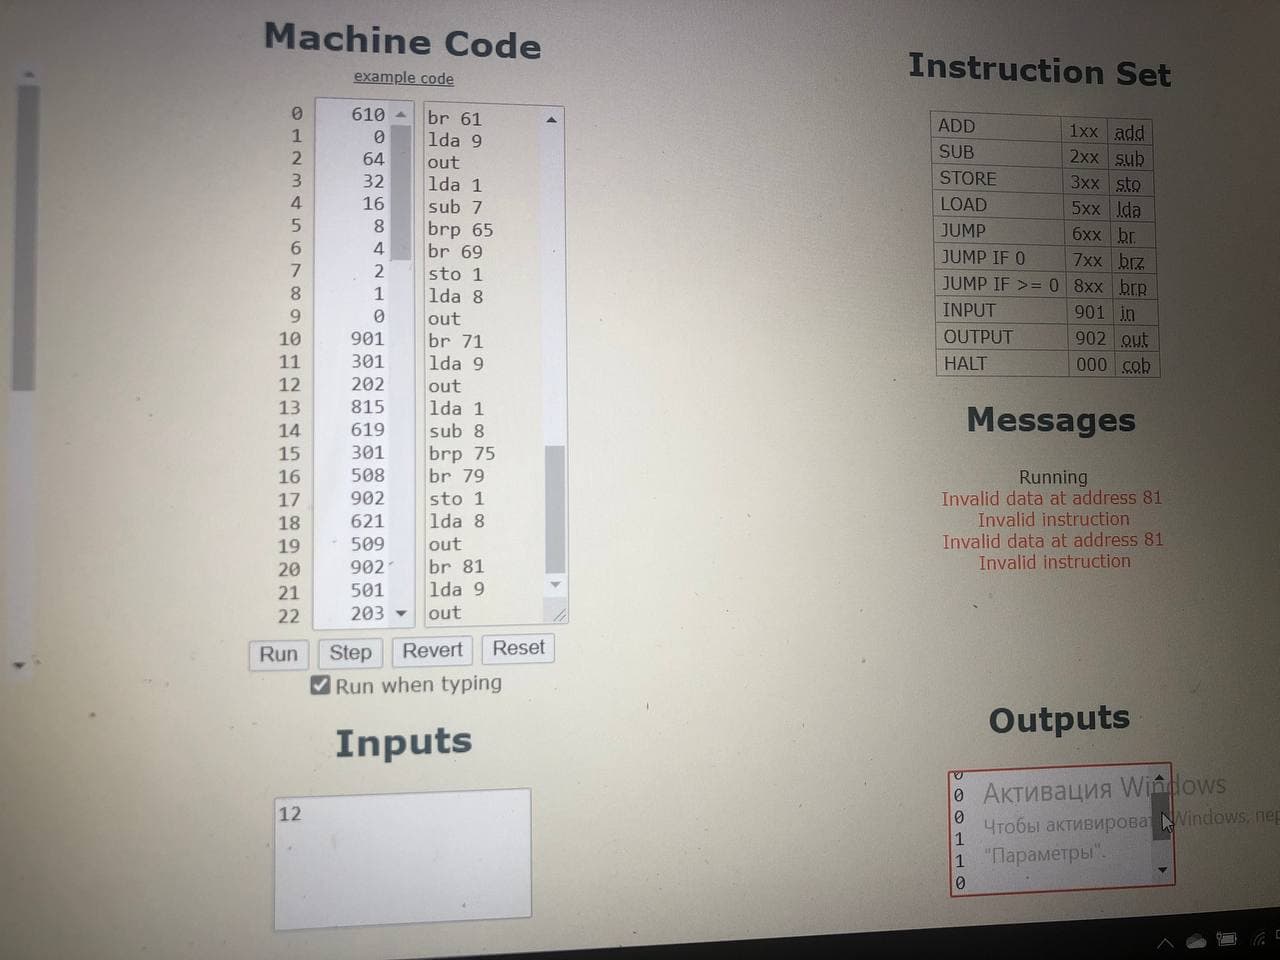 Machine Code
example code
0 610 br 61
1 0 lda 9
2 64 out
3 32 lda 1
4 16 sub 7
5 8 brp 65
6 4 br 69
7 2 sto 1
8 1 lda 8
9 0 out
10 901 br 71
11 301 lda 9
12 202 out
13 815 lda 1
14 619 sub 8
15 301 brp 75
16 508 br 79
17 902 sto 1
18 621 lda 8
19 509 out
20 902 br 81
21 501 lda 9
22 203 out
Run Step Revert Reset
Run when typing
Inputs
12
Instruction Set
ADD 1xx add
SUB 2xx sub
STORE 3xx sto
LOAD 5xx lda
JUMP 6xx br
JUMP IF 0 7xx brz
JUMP IF >= 0 8xx brp
INPUT 901 in
OUTPUT 902 out
HALT 000 cob
Messages
Running
Invalid data at address 81
Invalid instruction
Invalid data at address 81
Invalid instruction
Outputs
0
0
0
1
1
0
Активация Windows
Чтобы активировать Windows, пер
"Параметры".